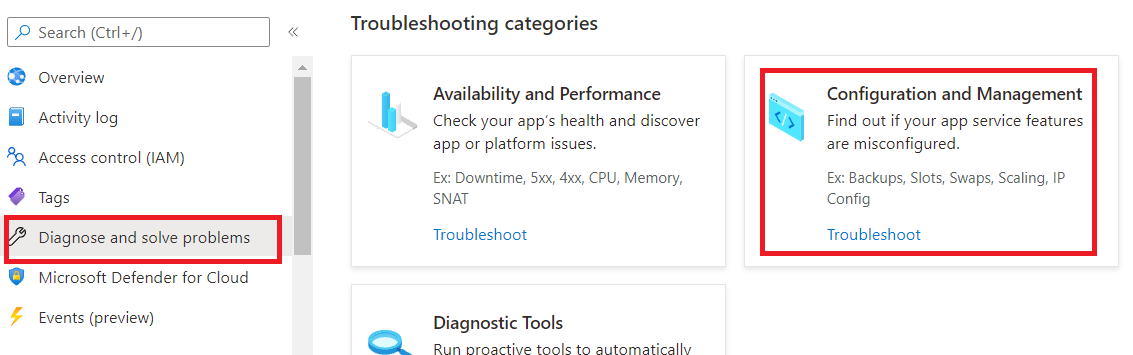 Search (Ctrl+/)
Overview
Activity log
Access control (IAM)
Tags
Diagnose and solve problems
Microsoft Defender for Cloud
Events (preview)
Troubleshooting categories
Availability and Performance
Check your app's health and discover
app or platform issues.
Ex: Downtime, 5xx, 4xx, CPU, Memory,
SNAT
Troubleshoot
Configuration and Management
Find out if your app service features
are misconfigured.
Ex: Backups, Slots, Swaps, Scaling, IP
Config
Troubleshoot
Diagnostic Tools
Run proactive tools to automatically